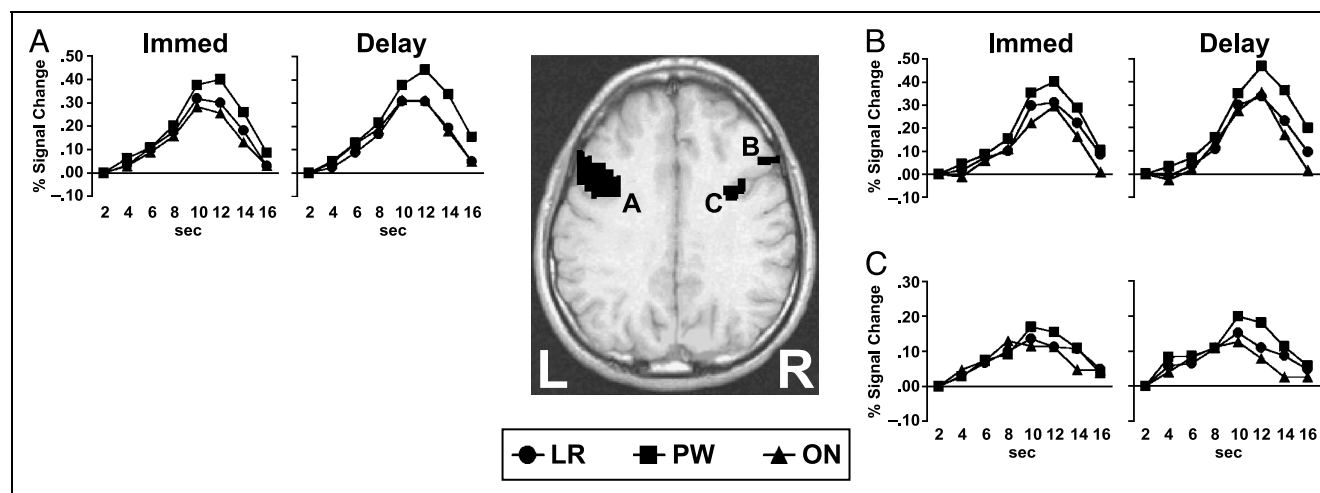 A
Immed
Delay
% Signal Change
.50
.40
.30
.20
.10
.00
–.10
2 4 6 8 10 12 14 16
2 4 6 8 10 12 14 16
sec
sec
A
B
C
L
R
B
Immed
Delay
% Signal Change
.50
.40
.30
.20
.10
.00
–.10
2 4 6 8 10 12 14 16
2 4 6 8 10 12 14 16
sec
sec
C
% Signal Change
.30
.20
.10
.00
–.10
2 4 6 8 10 12 14 16
2 4 6 8 10 12 14 16
sec
sec
LR PW ON